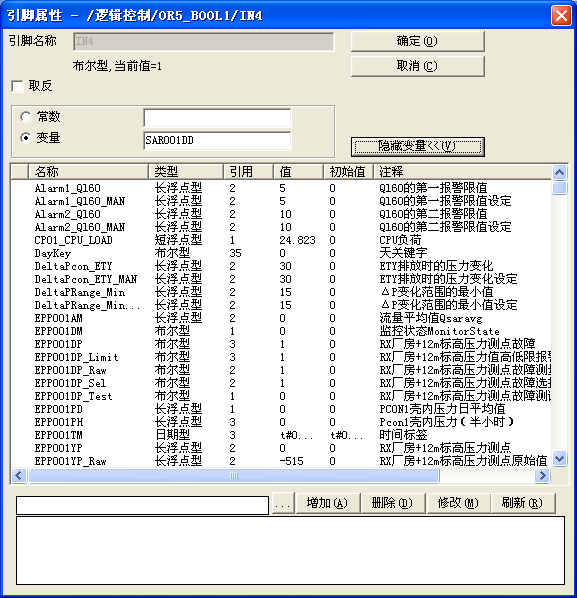 引脚属性 - /逻辑控制/OR5_BOOL1/IN4
引脚名称 IN4 确定(O)
布尔型,当前值=1 取消(C)
取反
常数
变量 SAR001DD 隐藏变量<<(V)
名称 类型 引用 值 初始值 注释
Alarm1_Ql60 长浮点型 2 5 0 Ql60的第一报警限值
Alarm1_Ql60_MAN 长浮点型 2 5 0 Ql60的第一报警限值设定
Alarm2_Ql60 长浮点型 2 10 0 Ql60的第二报警限值
Alarm2_Ql60_MAN 长浮点型 2 10 0 Ql60的第二报警限值设定
CP01_CPU_LOAD 短浮点型 1 24.823 0 CPU负荷
DayKey 布尔型 35 0 0 天关键字
DeltaPcon_ETY 长浮点型 2 30 0 ETY排放时的压力变化
DeltaPcon_ETY_MAN 长浮点型 2 30 0 ETY排放时的压力变化设定
DeltaPRange_Min 长浮点型 2 15 0 △P变化范围的最小值
DeltaPRange_Min... 长浮点型 2 15 0 △P变化范围的最小值设定
EPP001AM 长浮点型 2 0 0 流量平均值Qsaravg
EPP001DM 布尔型 1 0 0 监控状态MonitorState
EPP001DP 布尔型 3 1 0 RX厂房+12m标高压力测点故障
EPP001DP_Limit 布尔型 3 1 0 RX厂房+12m标高压力值高低限报警
EPP001DP_Raw 布尔型 2 1 0 RX厂房+12m标高压力测点故障测
EPP001DP_Sel 布尔型 2 1 0 RX厂房+12m标高压力测点故障选
EPP001DP_Test 布尔型 1 0 0 RX厂房+12m标高压力测点故障测
EPP001PD 长浮点型 1 0 0 PCON1壳内压力日平均值
EPP001PH 长浮点型 3 0 0 Pcon1壳内压力(半小时)
EPP001TM 日期型 3 t#0... t#0... 时间标签
EPP001YP 长浮点型 2 0 0 RX厂房+12m标高压力测点
EPP001YP_Raw 长浮点型 2 -515 0 RX厂房+12m标高压力测点原始值
... 增加(A) 删除(D) 修改(M) 刷新(R)